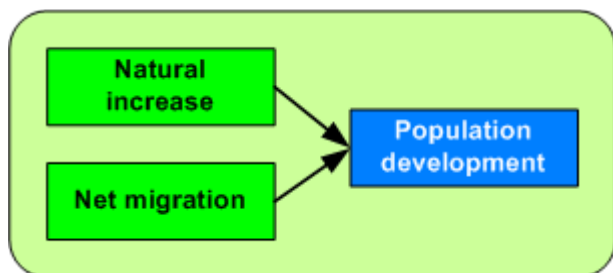 Natural
increase
Population
development
Net migration